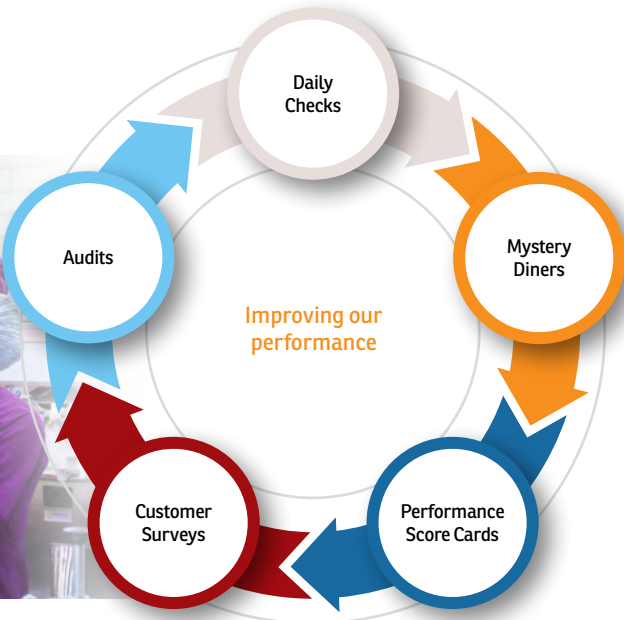 Daily
Checks
Mystery
Diners
Audits
Improving our
performance
Performance
Score Cards
Customer
Surveys